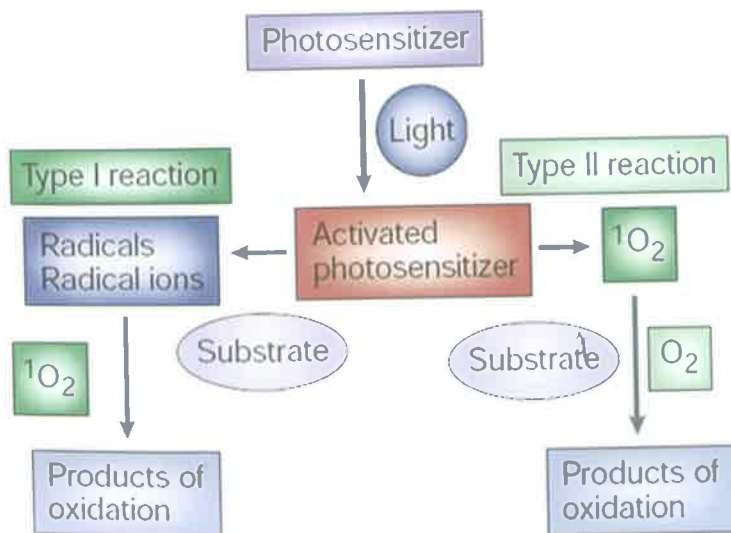 Photosensitizer
Light
Type I reaction
Type II reaction
Radicals
Radical ions
Activated
photosensitizer
¹O₂
Substrate
Substrate
¹O₂
O₂
Products of
oxidation
Products of
oxidation